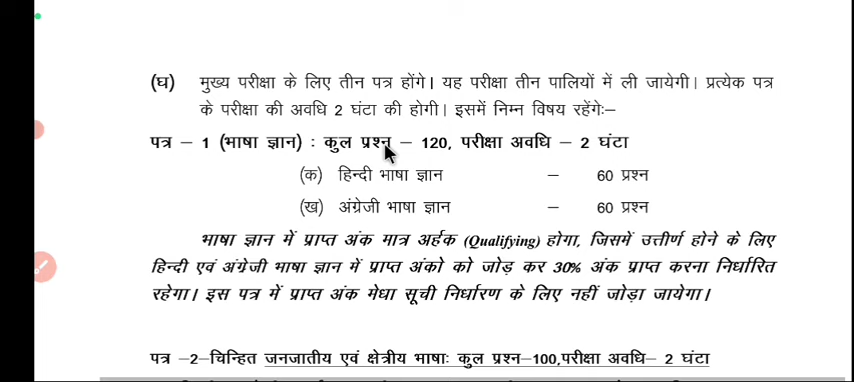 (घ) मुख्य परीक्षा के लिए तीन पत्र होंगे। यह परीक्षा तीन पालियों में ली जायेगी। प्रत्येक पत्र
के परीक्षा की अवधि 2 घंटा की होगी। इसमें निम्न विषय रहेंगेः–
पत्र – 1 (भाषा ज्ञान) : कुल प्रश्न – 120, परीक्षा अवधि – 2 घंटा
(क) हिन्दी भाषा ज्ञान – 60 प्रश्न
(ख) अंग्रेजी भाषा ज्ञान – 60 प्रश्न
भाषा ज्ञान में प्राप्त अंक मात्र अर्हक (Qualifying) होगा, जिसमें उत्तीर्ण होने के लिए
हिन्दी एवं अंग्रेजी भाषा ज्ञान में प्राप्त अंको को जोड़ कर 30% अंक प्राप्त करना निर्धारित
रहेगा। इस पत्र में प्राप्त अंक मेधा सूची निर्धारण के लिए नहीं जोड़ा जायेगा।
पत्र –2–चिन्हित जनजातीय एवं क्षेत्रीय भाषाः कुल प्रश्न–100,परीक्षा अवधि– 2 घंटा